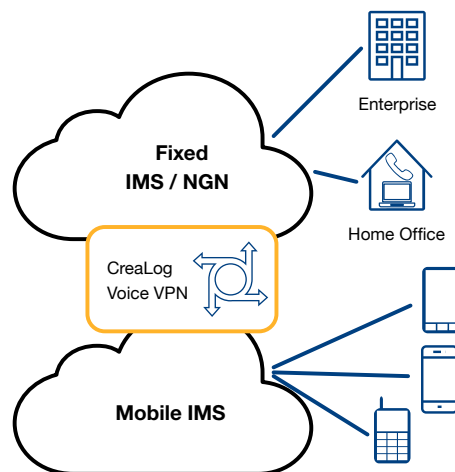 Enterprise
Fixed
IMS / NGN
Home Office
CreaLog
Voice VPN
Mobile IMS